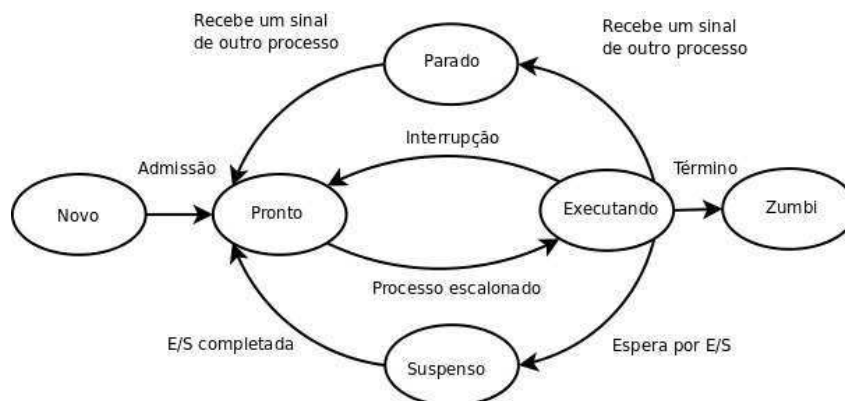 Recebe um sinal
de outro processo
Recebe um sinal
de outro processo
Parado
Interrupção
Admissão
Término
Novo
Pronto
Executando
Zumbi
Processo escalonado
E/S completada
Espera por E/S
Suspenso